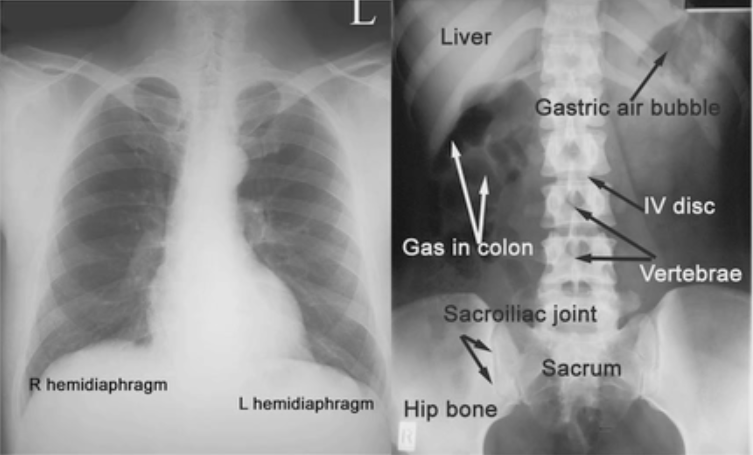 L
R hemidiaphragm
L hemidiaphragm
Liver
Gastric air bubble
IV disc
Gas in colon
Vertebrae
Sacroiliac joint
Sacrum
Hip bone
R